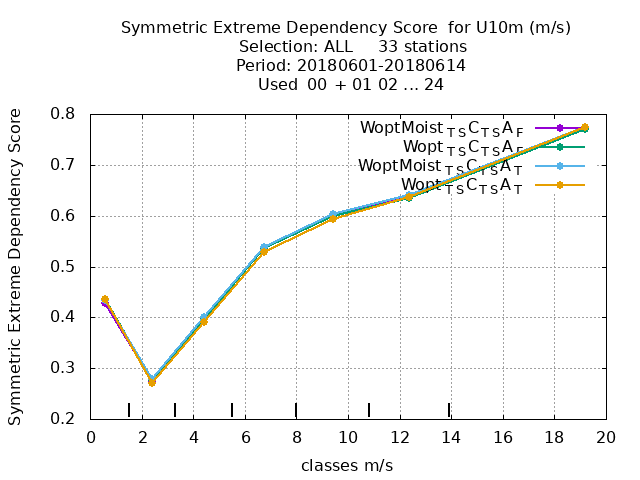 Symmetric Extreme Dependency Score  for U10m (m/s)
Selection: ALL     33 stations
Period: 20180601-20180614
Used  00  + 01 02 ... 24
Symmetric Extreme Dependency Score
0.8
0.7
0.6
0.5
0.4
0.3
0.2
WoptMoist TS C TS A F
Wopt TS C TS A F
WoptMoist TS C TS A T
Wopt TS C TS A T
0 2 4 6 8 10 12 14 16 18 20
classes m/s